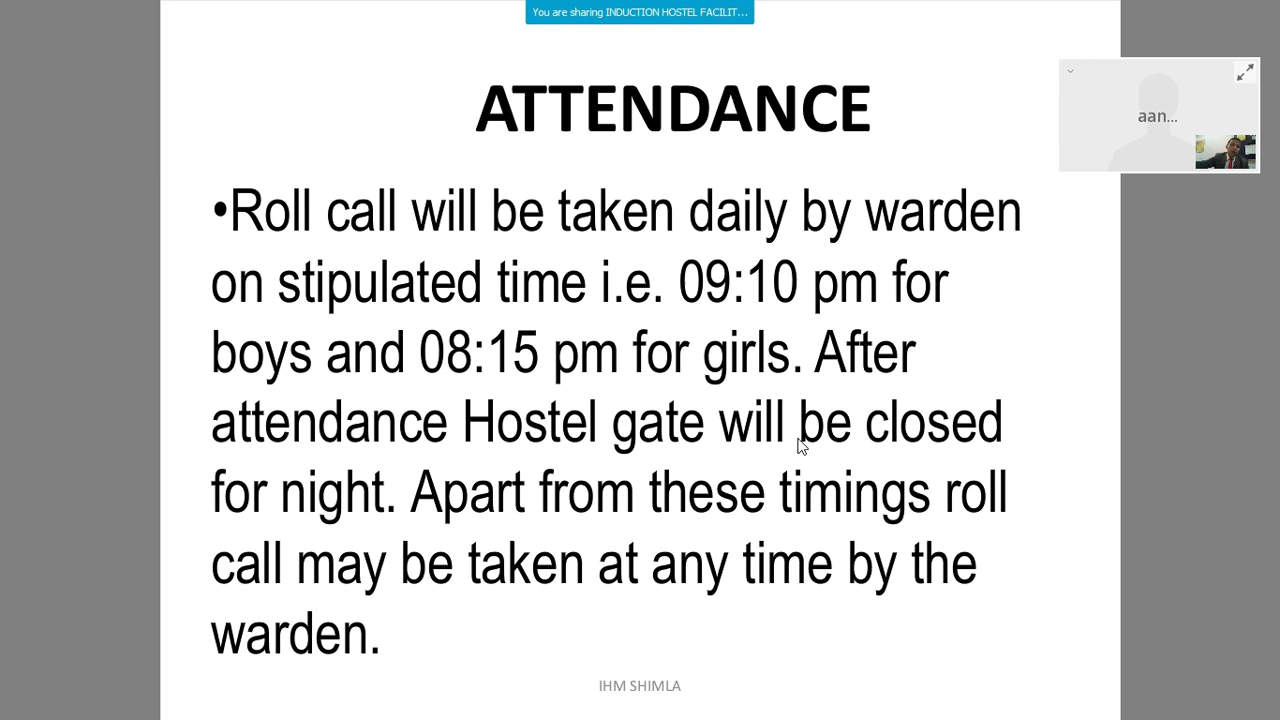 You are sharing INDUCTION HOSTEL FACILIT...
ATTENDANCE
aan...
•Roll call will be taken daily by warden
on stipulated time i.e. 09:10 pm for
boys and 08:15 pm for girls. After
attendance Hostel gate will be closed
for night. Apart from these timings roll
call may be taken at any time by the
warden.
IHM SHIMLA